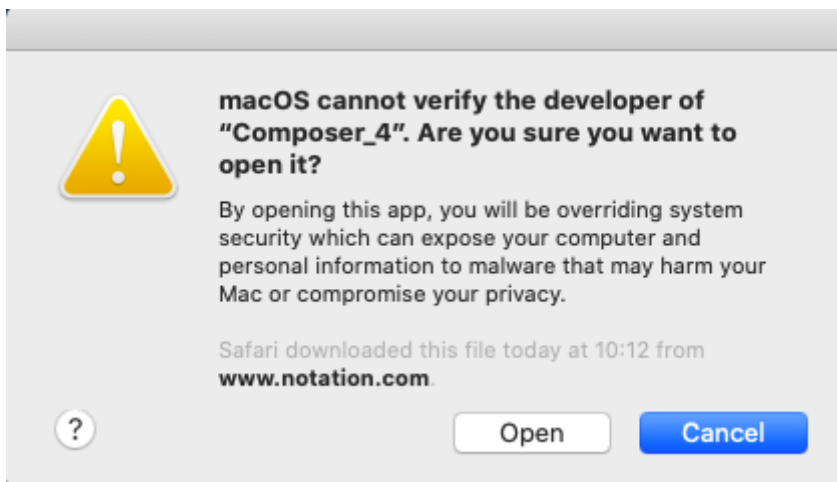 macOS cannot verify the developer of
“Composer_4”. Are you sure you want to
open it?
By opening this app, you will be overriding system
security which can expose your computer and
personal information to malware that may harm your
Mac or compromise your privacy.
Safari downloaded this file today at 10:12 from
www.notation.com.
?
Open
Cancel